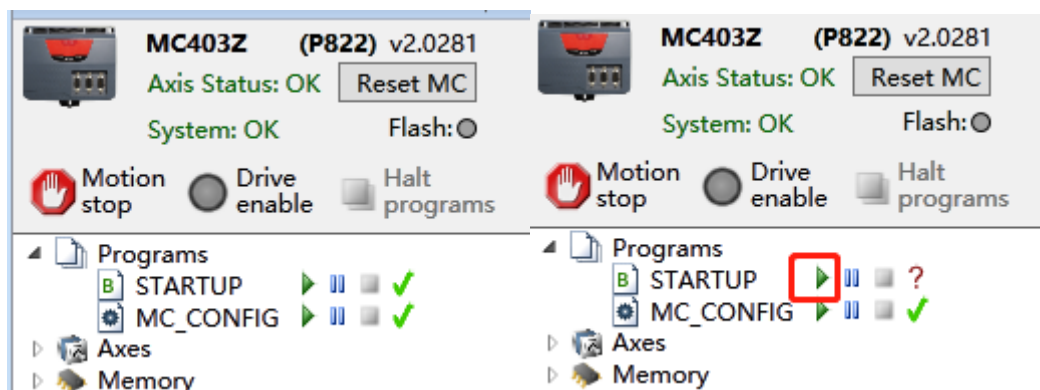 MC403Z (P822) v2.0281
Axis Status: OK Reset MC
System: OK Flash:
Motion stop Drive enable Halt programs
Programs
B STARTUP
MC_CONFIG
Axes
Memory
MC403Z (P822) v2.0281
Axis Status: OK Reset MC
System: OK Flash:
Motion stop Drive enable Halt programs
Programs
B STARTUP ?
MC_CONFIG
Axes
Memory